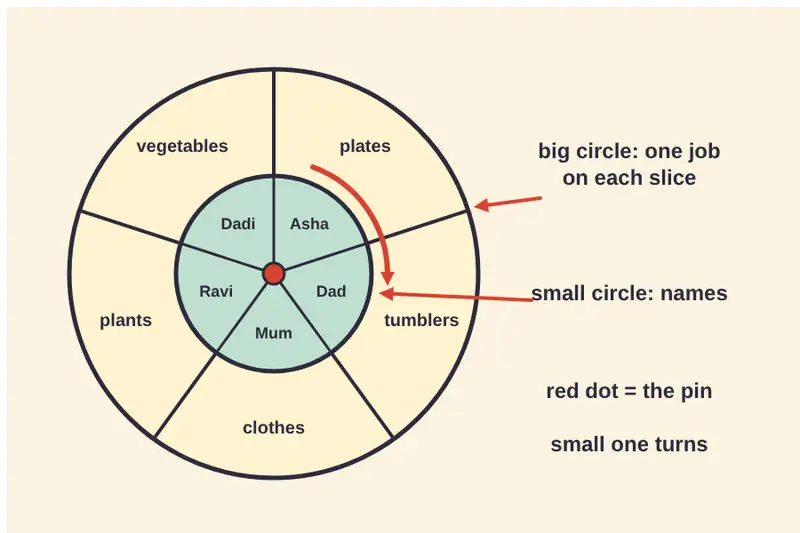 vegetables
plates
Dadi
Asha
Ravi
Dad
Mum
plants
tumblers
clothes
big circle: one job
on each slice
small circle: names
red dot = the pin
small one turns